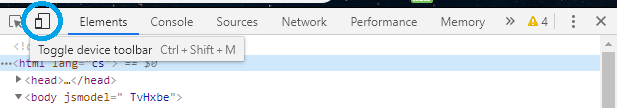 Elements Console Sources Network Performance Memory » 4
Toggle device toolbar Ctrl + Shift + M
…<html lang="cs"> == $0
▶<head>…</head>
▼<body jsmodel=" TvHxbe">